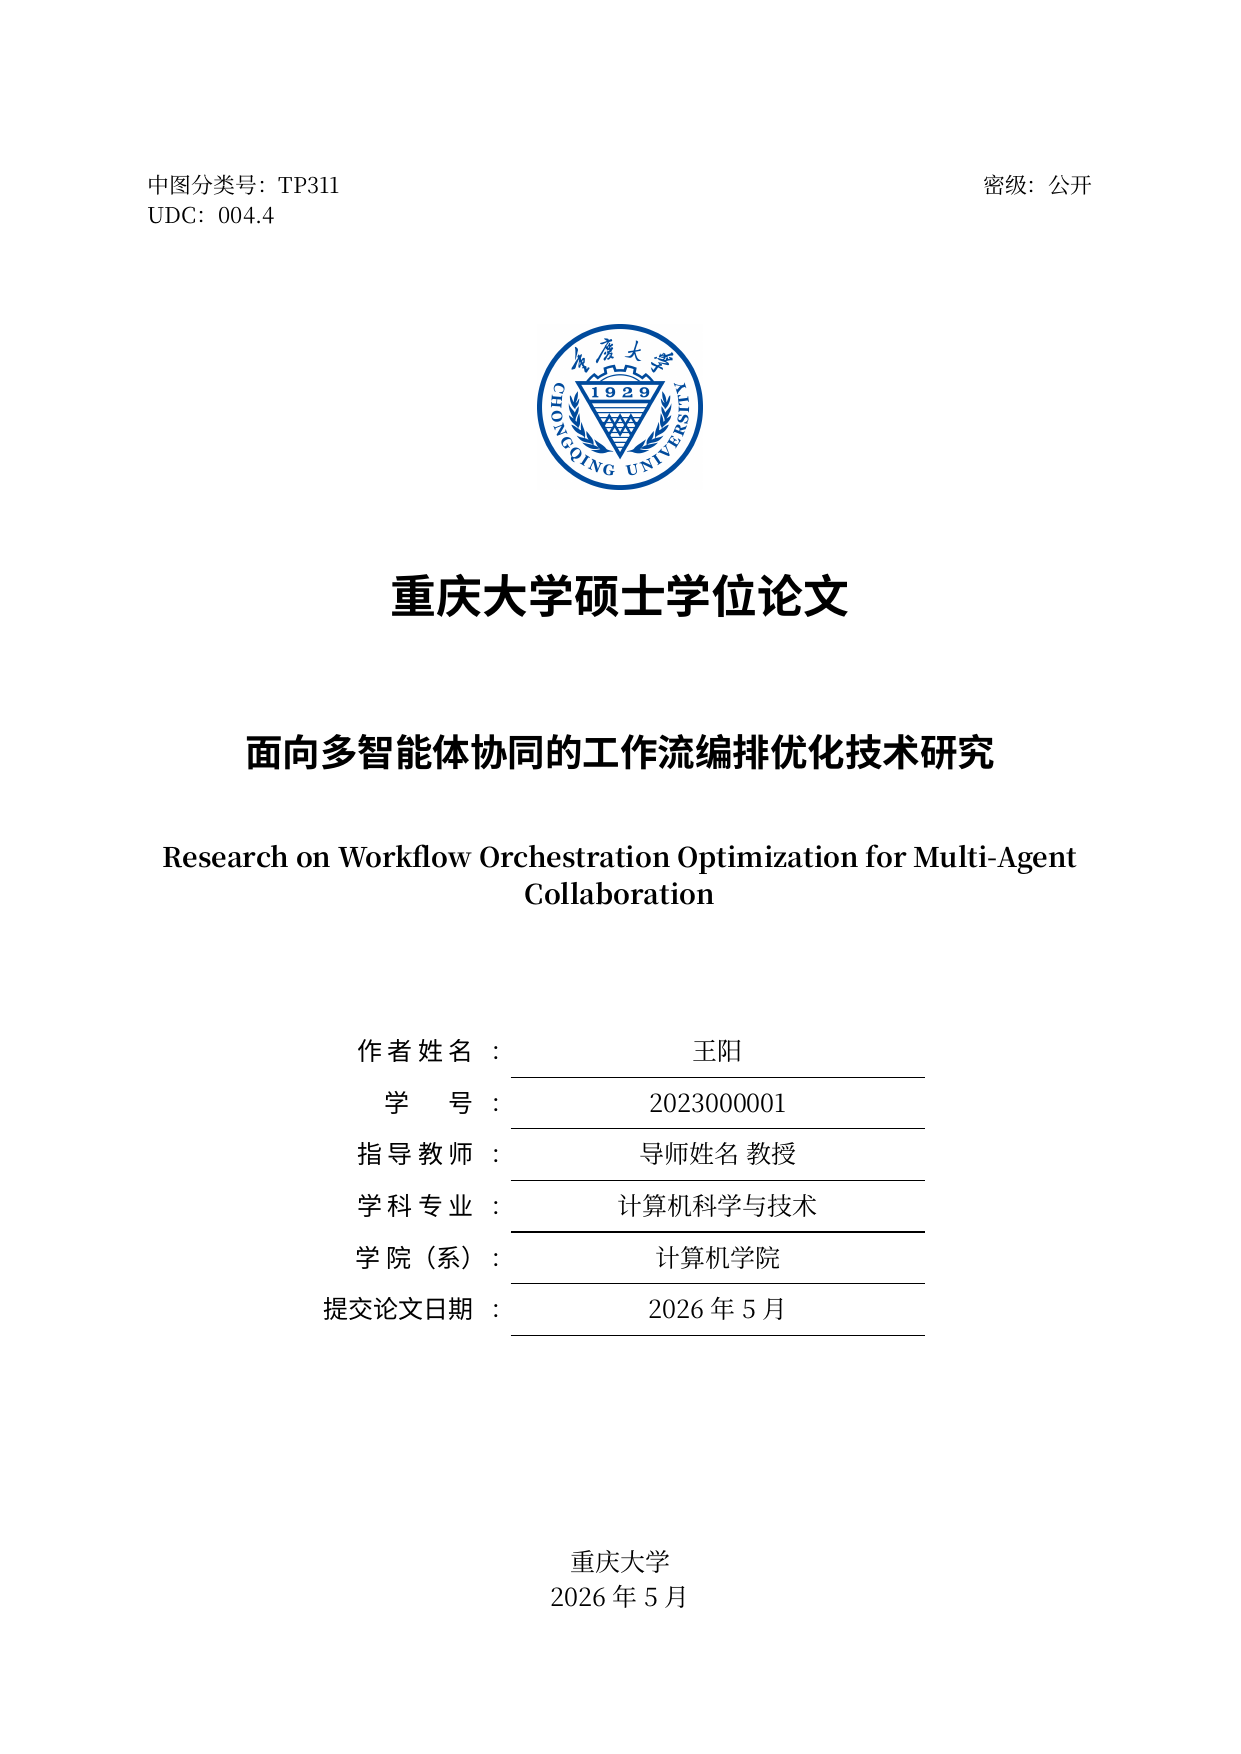 中图分类号：TP311 密级：公开
UDC：004.4
重庆大学
1929
CHONGQING UNIVERSITY
重庆大学硕士学位论文
面向多智能体协同的工作流编排优化技术研究
Research on Workflow Orchestration Optimization for Multi-Agent
Collaboration
作者姓名：王阳
学 号：2023000001
指导教师：导师姓名 教授
学科专业：计算机科学与技术
学院（系）：计算机学院
提交论文日期：2026 年 5 月
重庆大学
2026 年 5 月